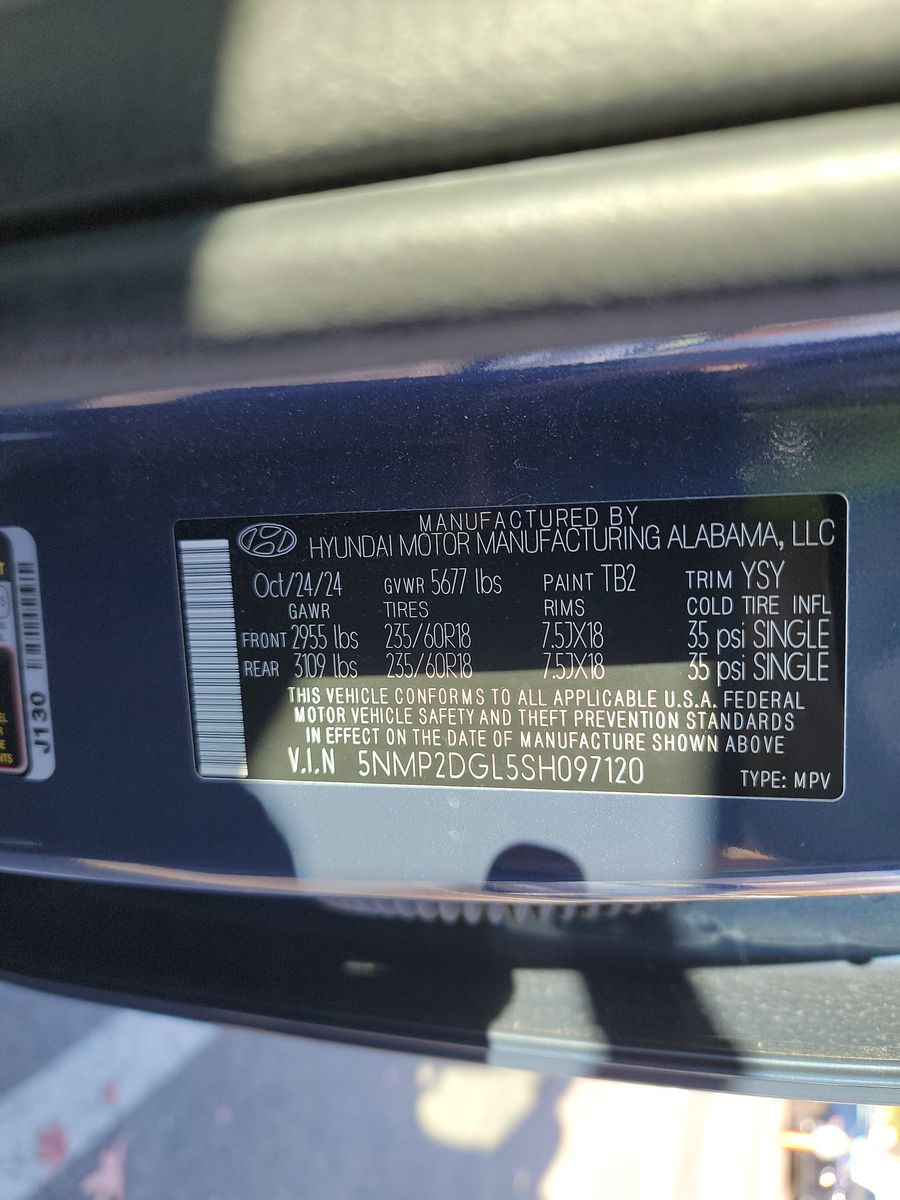 MANUFACTURED BY
HYUNDAI MOTOR MANUFACTURING ALABAMA, LLC
Oct/24/24 GVWR 5677 lbs PAINT TB2 TRIM YSY
GAWR TIRES RIMS COLD TIRE INFL
FRONT 2955 lbs 235/60R18 7.5JX18 35 psi SINGLE
REAR 3109 lbs 235/60R18 7.5JX18 35 psi SINGLE
THIS VEHICLE CONFORMS TO ALL APPLICABLE U.S.A. FEDERAL
MOTOR VEHICLE SAFETY AND THEFT PREVENTION STANDARDS
IN EFFECT ON THE DATE OF MANUFACTURE SHOWN ABOVE
V.I.N 5NMP2DGL5SH097120 TYPE: MPV
J130